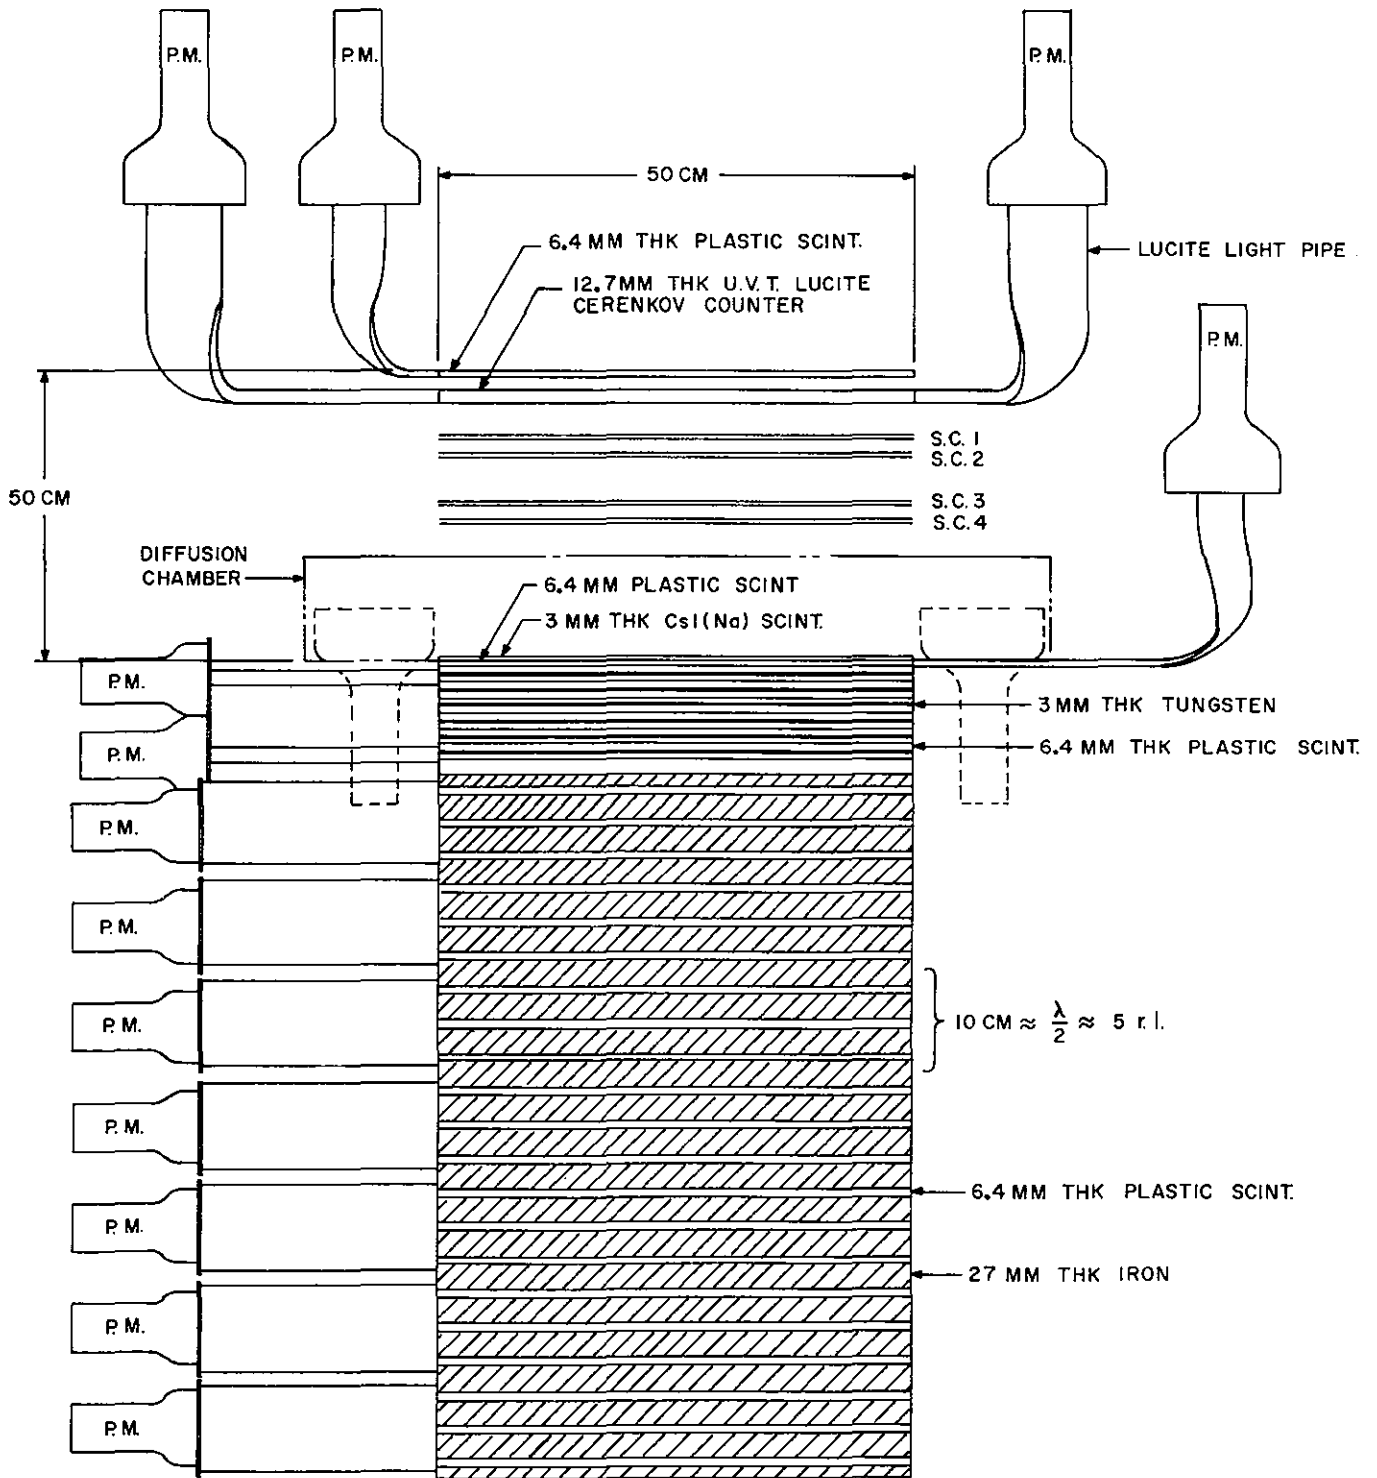 P.M.
P.M.
P.M.
50 CM
6.4 MM THK PLASTIC SCINT.
12.7MM THK U.V.T. LUCITE
CERENKOV COUNTER
LUCITE LIGHT PIPE
P.M.
S.C. 1
S.C. 2
50 CM
S.C. 3
S.C. 4
DIFFUSION
CHAMBER
6.4 MM PLASTIC SCINT
3 MM THK CsI(Na) SCINT.
P.M.
3 MM THK TUNGSTEN
P.M.
6.4 MM THK PLASTIC SCINT.
P.M.
P.M.
P.M.
10 CM ≈ λ/2 ≈ 5 r.l.
P.M.
6.4 MM THK PLASTIC SCINT.
P.M.
27 MM THK IRON
P.M.
P.M.